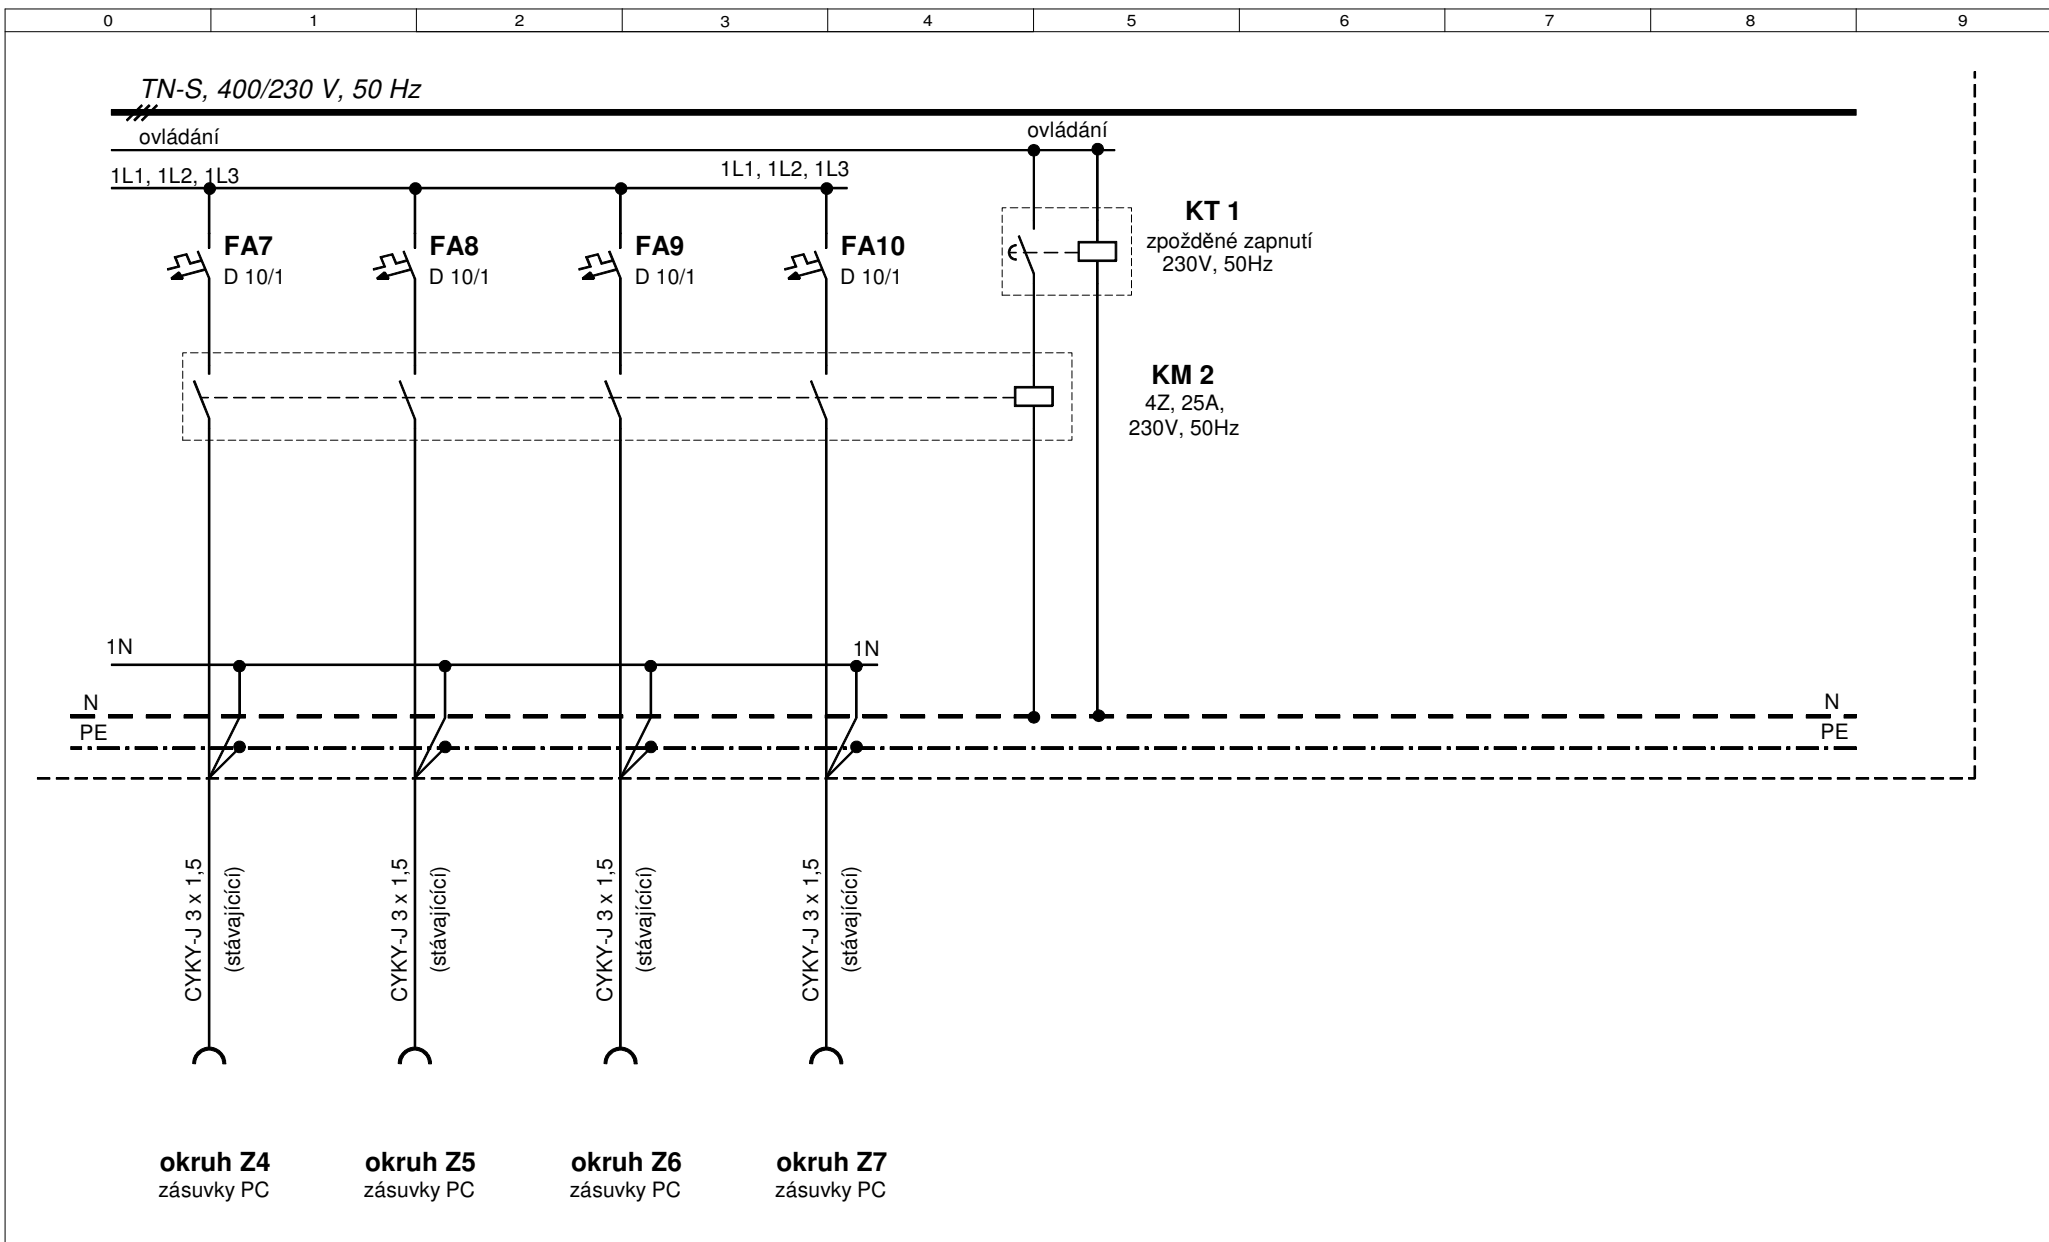 0 1 2 3 4 5 6 7 8 9
TN-S, 400/230 V, 50 Hz
ovládání ovládání
1L1, 1L2, 1L3 1L1, 1L2, 1L3
KT 1
zpožděné zapnutí
230V, 50Hz
FA7 FA8 FA9 FA10
D 10/1 D 10/1 D 10/1 D 10/1
KM 2
4Z, 25A,
230V, 50Hz
1N 1N
N N
PE PE
CYKY-J 3 x 1,5
(stávajícící)
CYKY-J 3 x 1,5
(stávajícící)
CYKY-J 3 x 1,5
(stávajícící)
CYKY-J 3 x 1,5
(stávajícící)
okruh Z4 okruh Z5 okruh Z6 okruh Z7
zásuvky PC zásuvky PC zásuvky PC zásuvky PC